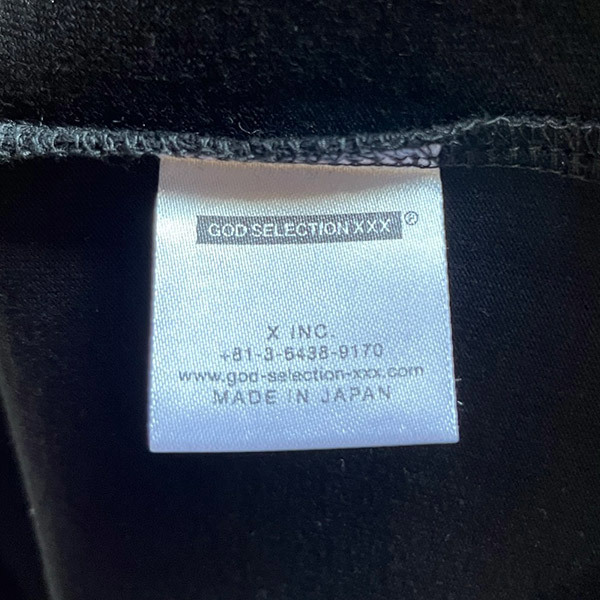 GOD SELECTION XXX®
X INC.
+81-3-6438-9170
www.god-selection-xxx.com
MADE IN JAPAN